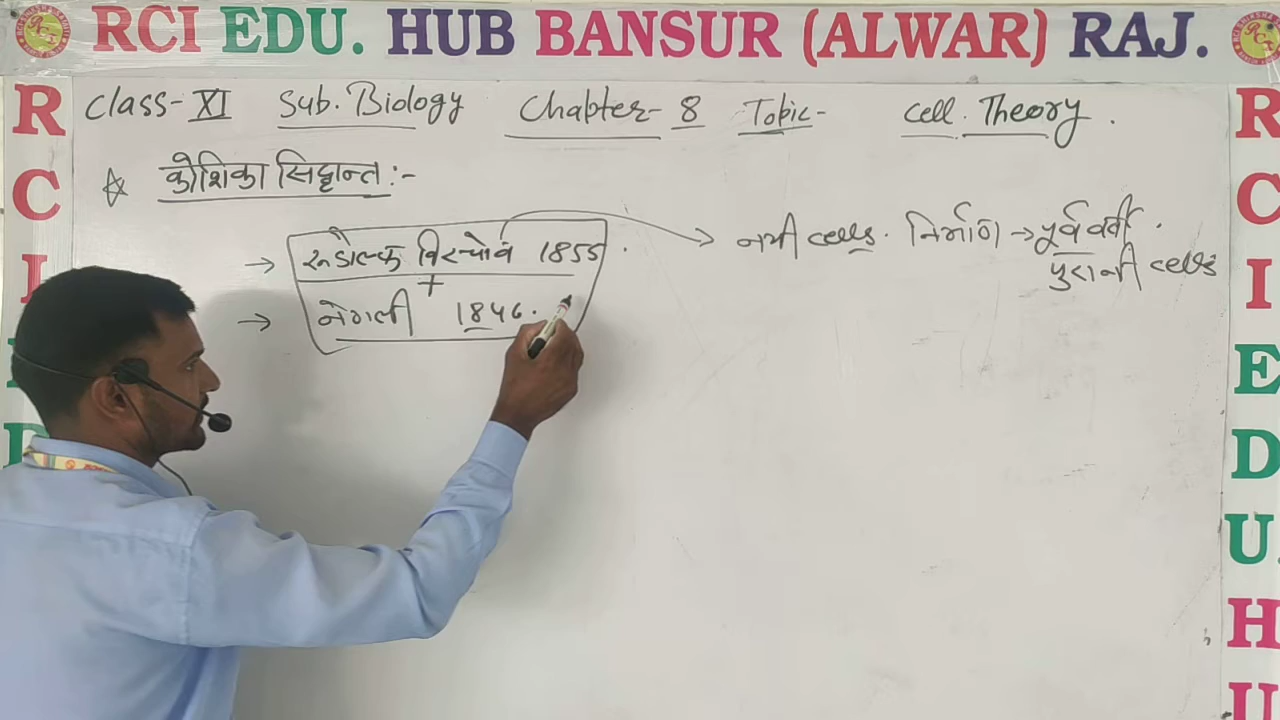 RCI EDU. HUB BANSUR (ALWAR) RAJ.
Class-XI Sub. Biology Chapter-8 Topic- Cell. Theory.
कोशिका सिद्धान्त:-
→ रूडोल्फ विरच्योव 1855.
+
→ नेगली 1846.
→ नयी cells. निर्माण → पूर्ववर्ती.
पुरानी cells
R
C
I
E
D
R
C
I
E
D
U.
H
U